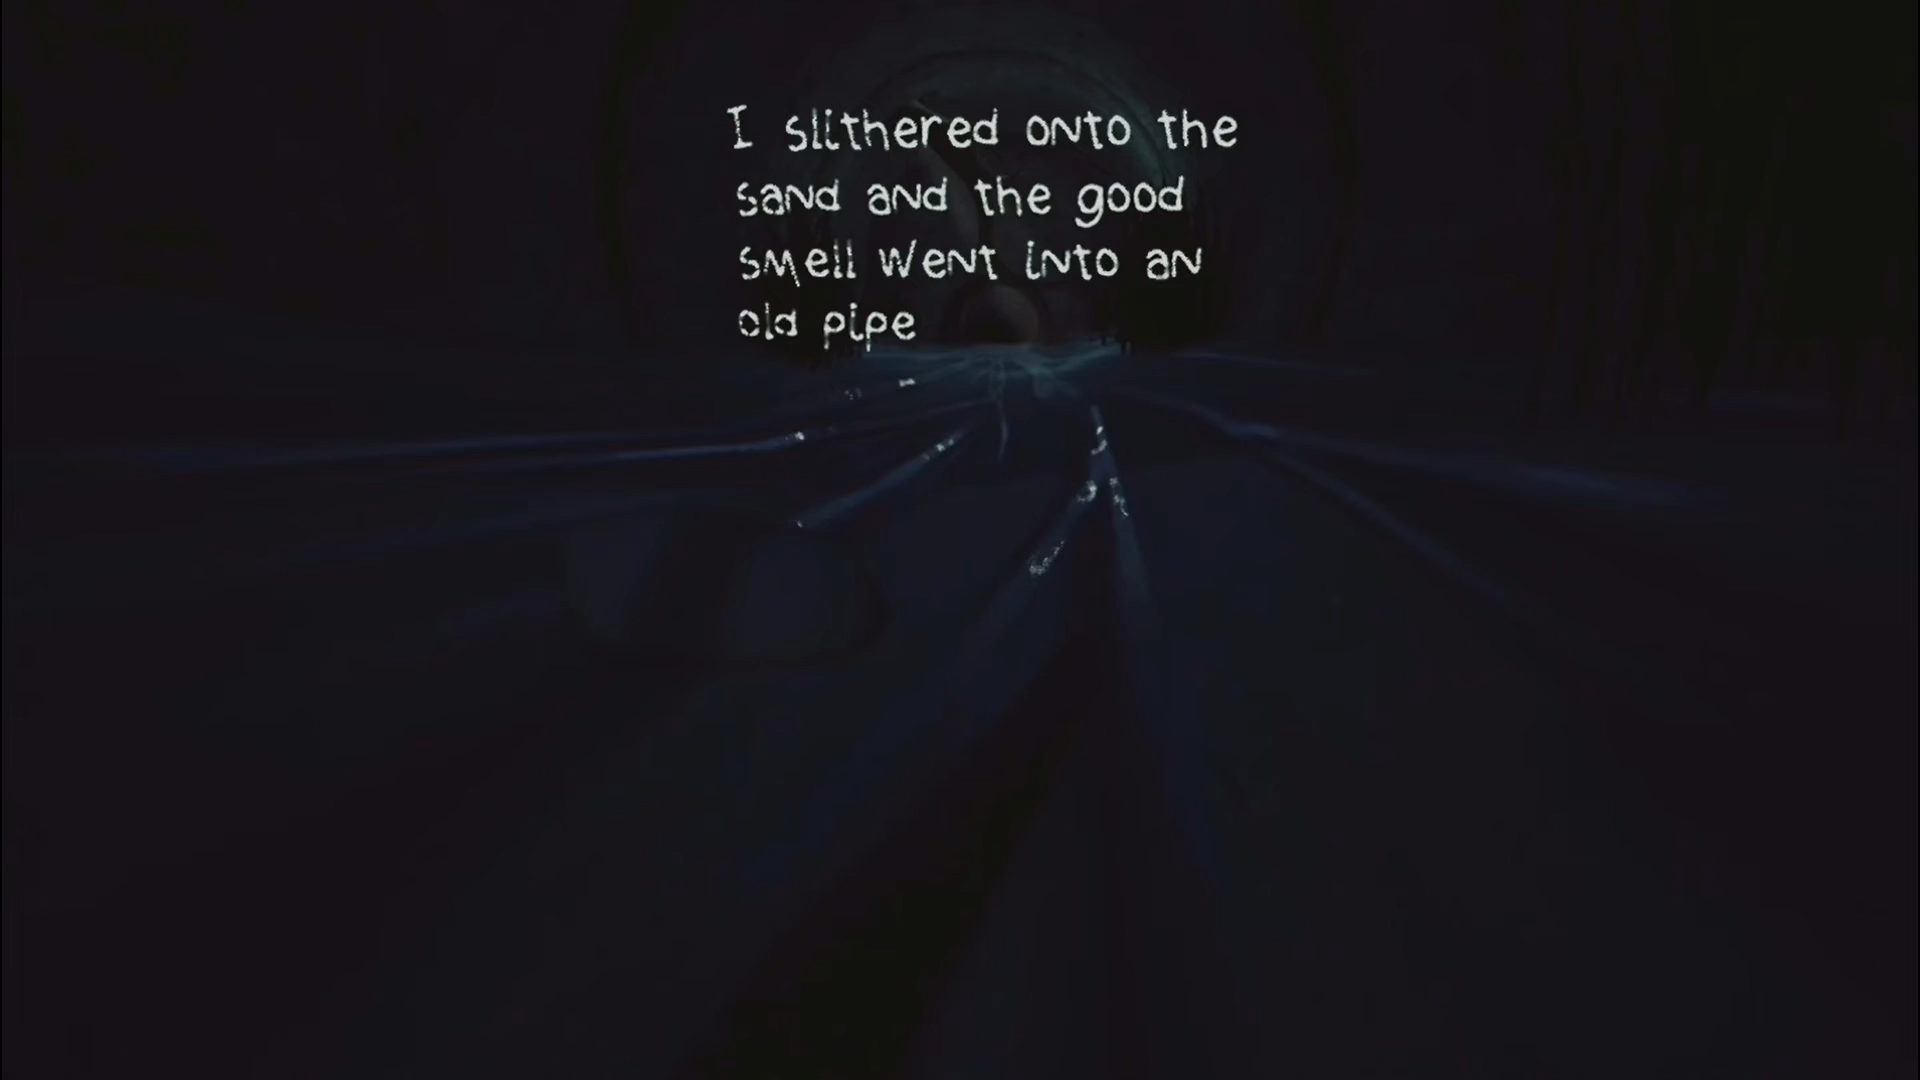 I slithered onto the
sand and the good
smell went into an
old pipe